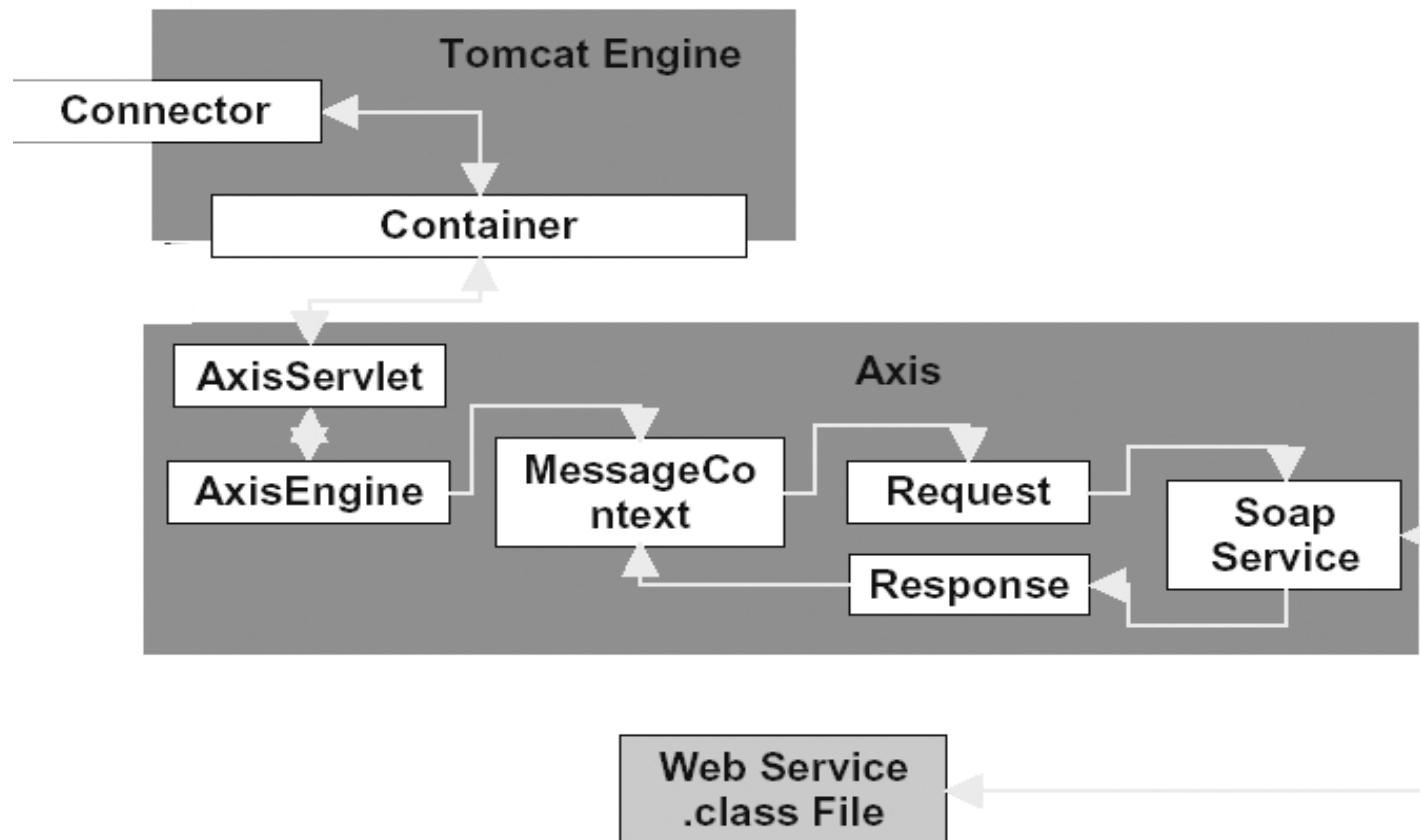 Tomcat Engine
Connector
Container
Axis
AxisServlet
AxisEngine
MessageCo
ntext
Request
Soap
Service
Response
Web Service
.class File